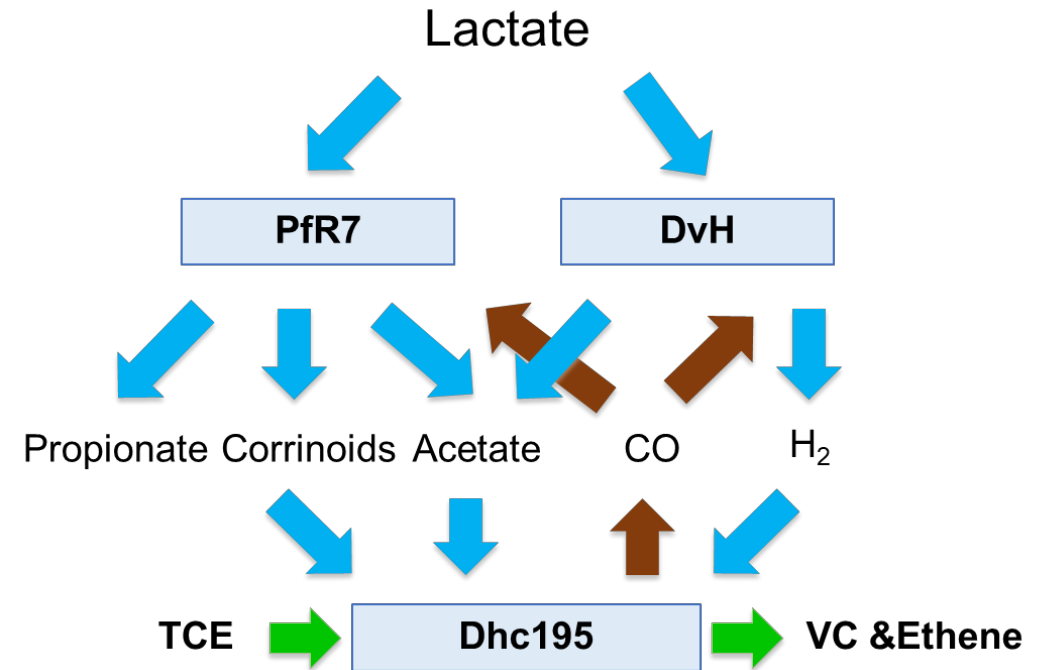 Lactate
PfR7 DvH
Propionate Corrinoids Acetate CO H₂
TCE Dhc195 VC &Ethene